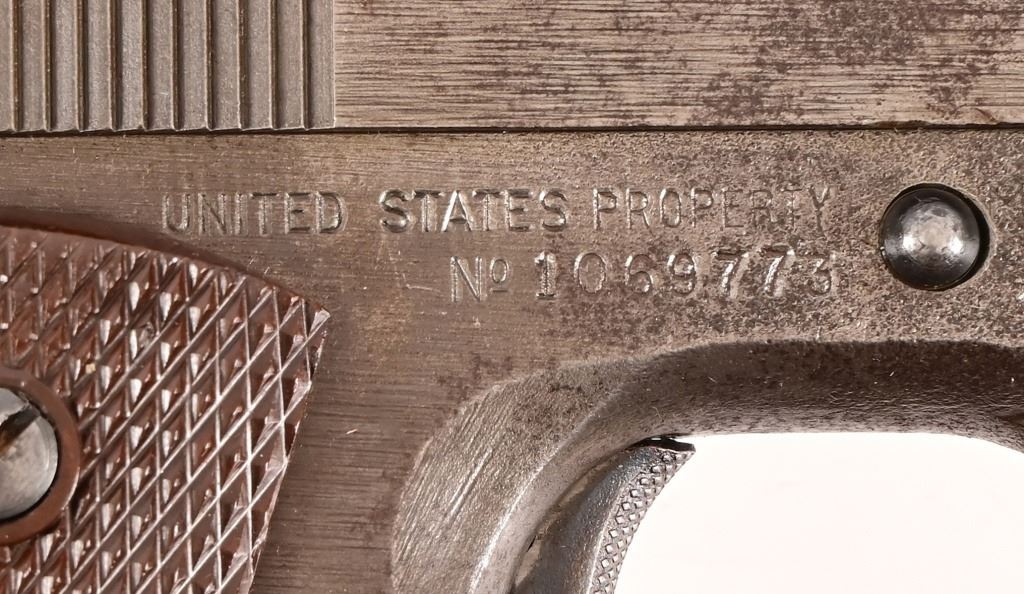 UNITED STATES PROPERTY
Nº 1069773